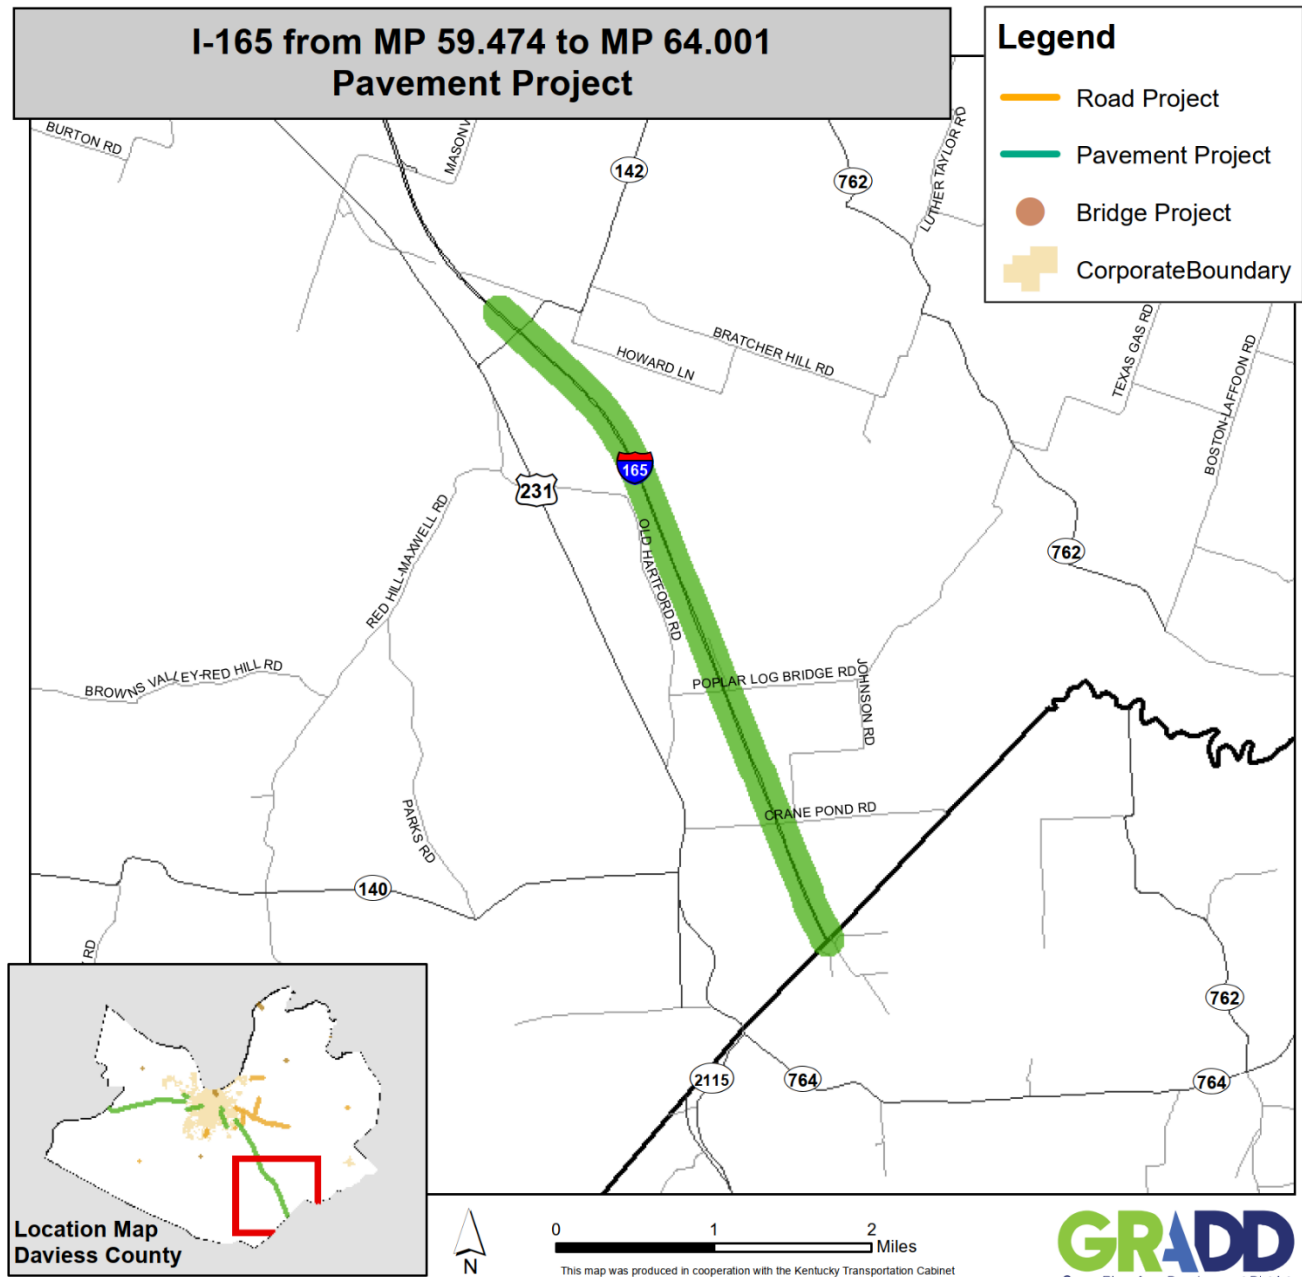 I-165 from MP 59.474 to MP 64.001
Pavement Project
Legend
Road Project
Pavement Project
Bridge Project
CorporateBoundary
BURTON RD
MASONV
142
762
LUTHER TAYLOR RD
BRATCHER HILL RD
HOWARD LN
TEXAS GAS RD
BOSTON-LAFFOON RD
165
231
RED HILL-MAXWELL RD
OLD HARTFORD RD
762
BROWNS VALLEY-RED HILL RD
POPLAR LOG BRIDGE RD
JOHNSON RD
PARKS RD
CRANE POND RD
140
RD
762
2115
764
764
Location Map
Daviess County
N
0 1 2
Miles
This map was produced in cooperation with the Kentucky Transportation Cabinet
GRADD